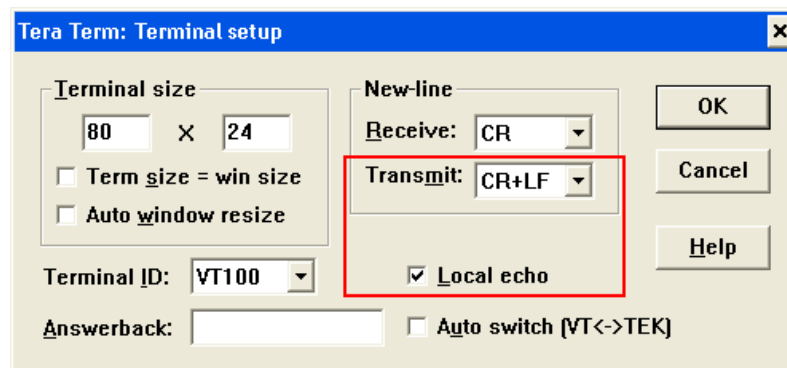 Tera Term: Terminal setup
Terminal size
80 X 24
Term size = win size
Auto window resize
New-line
Receive: CR
Transmit: CR+LF
OK
Cancel
Help
Terminal ID: VT100
Local echo
Answerback:
Auto switch (VT<->TEK)